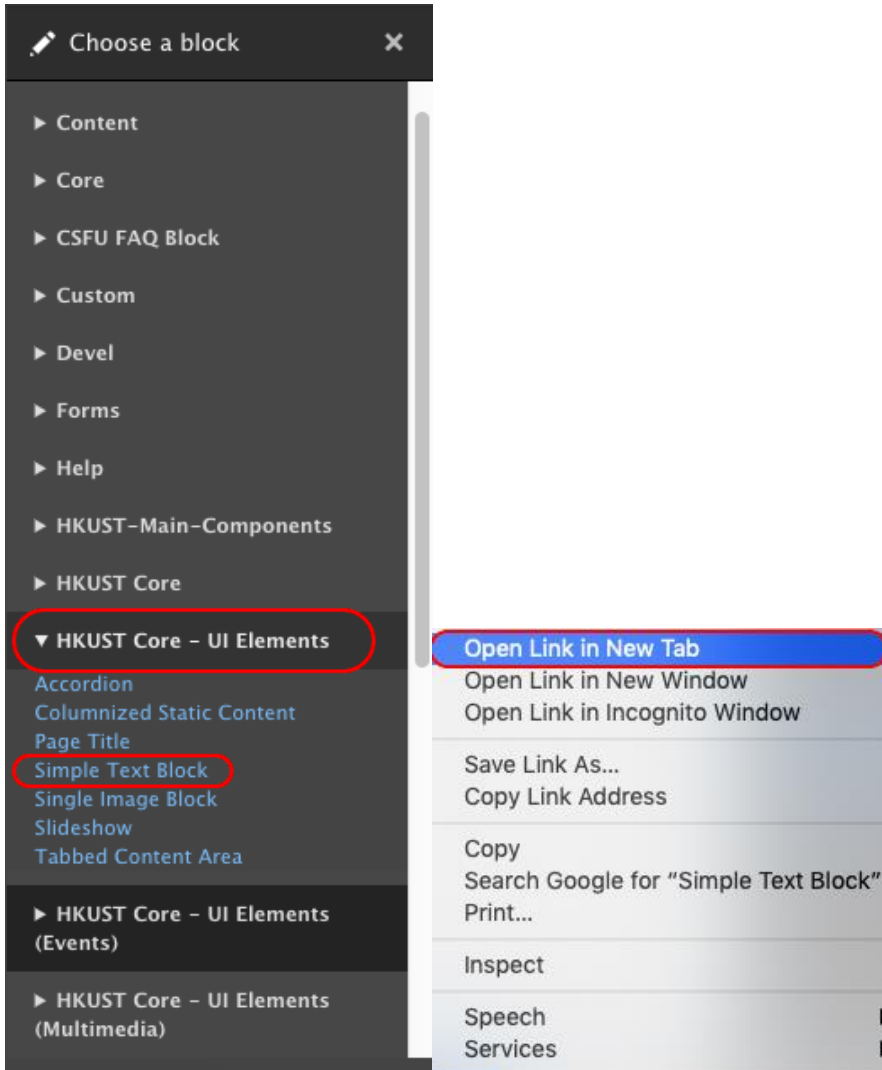 Choose a block
Content
Core
CSFU FAQ Block
Custom
Devel
Forms
Help
HKUST-Main-Components
HKUST Core
HKUST Core - UI Elements
Accordion
Columnized Static Content
Page Title
Simple Text Block
Single Image Block
Slideshow
Tabbed Content Area
HKUST Core - UI Elements
(Events)
HKUST Core - UI Elements
(Multimedia)
Open Link in New Tab
Open Link in New Window
Open Link in Incognito Window
Save Link As...
Copy Link Address
Copy
Search Google for “Simple Text Block”
Print...
Inspect
Speech
Services